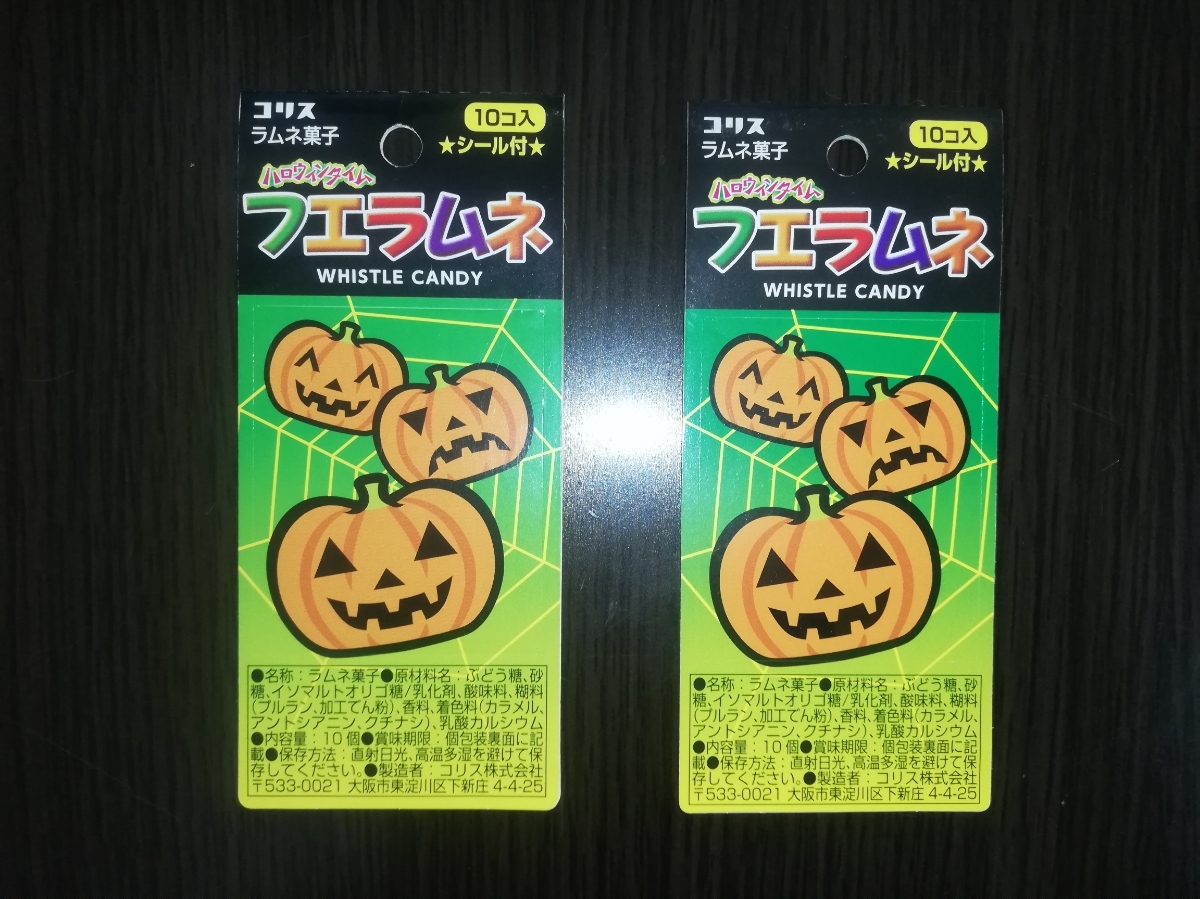 コリス
ラムネ菓子
10コ入
★シール付★
ハロウィンタイム
フエラムネ
WHISTLE CANDY
●名称：ラムネ菓子●原材料名：ぶどう糖、砂
糖、イソマルトオリゴ糖/乳化剤、酸味料、糊料
(プルラン、加工でん粉)、香料、着色料(カラメル、
アントシアニン、クチナシ)、乳酸カルシウム
●内容量：10個●賞味期限：個包装裏面に記
載●保存方法：直射日光、高温多湿を避けて保
存してください。●製造者：コリス株式会社
〒533-0021 大阪市東淀川区下新庄 4-4-25
コリス
ラムネ菓子
10コ入
★シール付★
ハロウィンタイム
フエラムネ
WHISTLE CANDY
●名称：ラムネ菓子●原材料名：ぶどう糖、砂
糖、イソマルトオリゴ糖/乳化剤、酸味料、糊料
(プルラン、加工でん粉)、香料、着色料(カラメル、
アントシアニン、クチナシ)、乳酸カルシウム
●内容量：10個●賞味期限：個包装裏面に記
載●保存方法：直射日光、高温多湿を避けて保
存してください。●製造者：コリス株式会社
〒533-0021 大阪市東淀川区下新庄 4-4-25